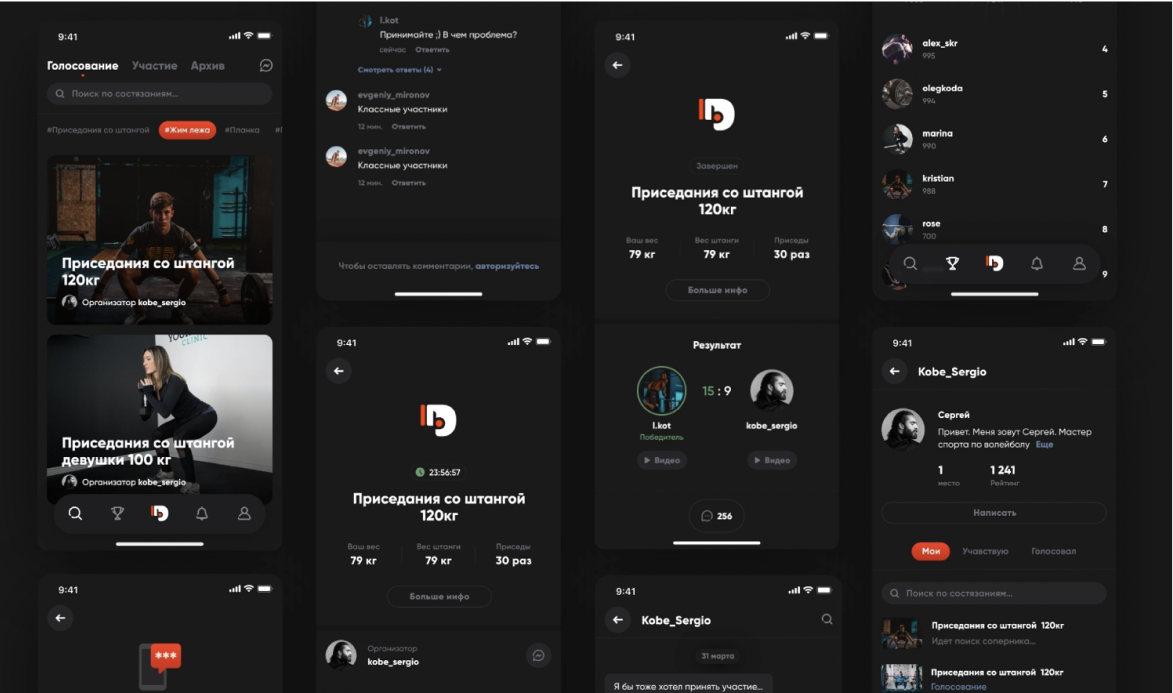 9:41
Голосование Участие Архив
Поиск по состязаниям...
#Приседания со штангой #Жим лежа #Планка
YOUR
CLINIC
Приседания со штангой
120кг
Организатор kobe_sergio
Приседания со штангой
девушки 100 кг
Организатор kobe_sergio
9:41
***
l.kot
Принимайте ;) В чем проблема?
сейчас Ответить
Смотреть ответы (4)
evgeniy_mironov
Классные участники
12 мин. Ответить
evgeniy_mironov
Классные участники
12 мин. Ответить
Чтобы оставлять комментарии, авторизуйтесь
9:41
23:56:57
Приседания со штангой
120кг
Ваш вес Вес штанги Приседы
79 кг 79 кг 30 раз
Больше инфо
Организатор
kobe_sergio
9:41
Завершен
Приседания со штангой
120кг
Ваш вес Вес штанги Приседы
79 кг 79 кг 30 раз
Больше инфо
Результат
15 : 9
l.kot kobe_sergio
Победитель
Видео Видео
256
9:41
Kobe_Sergio
31 марта
Я бы тоже хотел принять участие...
alex_skr
995
4
olegkoda
994
5
marina
990
6
kristian
988
7
rose
700
8
9
9:41
Kobe_Sergio
Сергей
Привет. Меня зовут Сергей. Мастер
спорта по волейболу Еще
1 1 241
место Рейтинг
Написать
Мои Учавствую Голосовал
Поиск по состязаниям...
Приседания со штангой 120кг
Идет поиск соперника...
Приседания со штангой 120кг
Голосование